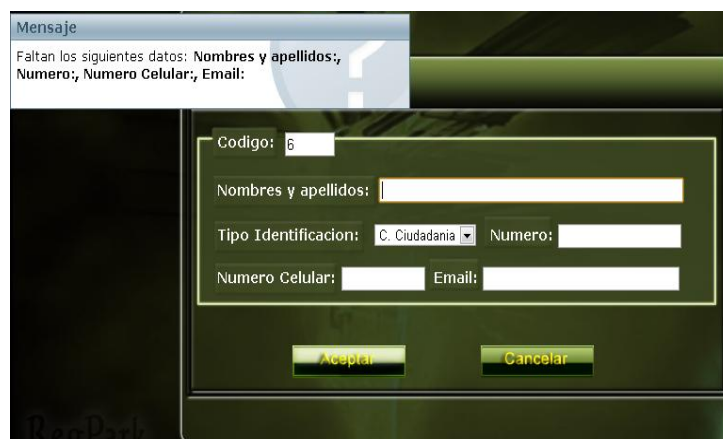 Mensaje
Faltan los siguientes datos: Nombres y apellidos:,
Numero:, Numero Celular:, Email:
Codigo: 6
Nombres y apellidos:
Tipo Identificacion: C. Ciudadania Numero:
Numero Celular: Email:
Aceptar Cancelar
RegPark